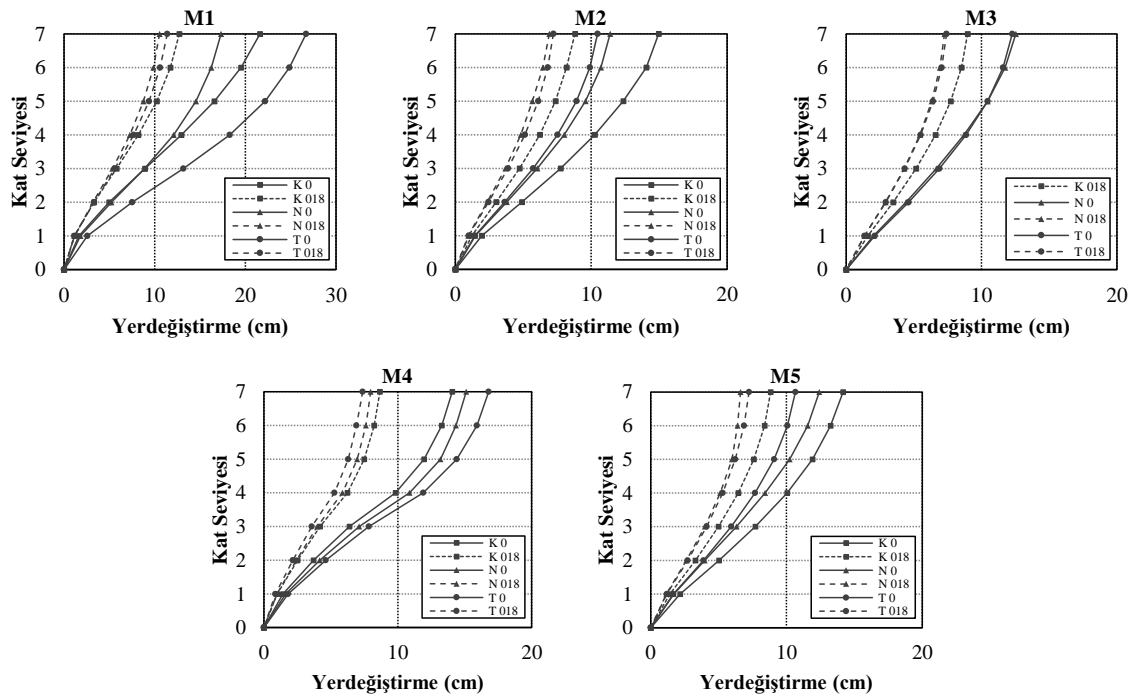 M1
Kat Seviyesi
7
6
5
4
3
2
1
0
K 0
K 018
N 0
N 018
T 0
T 018
0 10 20 30
Yerdeğiştirme (cm)
M2
Kat Seviyesi
7
6
5
4
3
2
1
0
K 0
K 018
N 0
N 018
T 0
T 018
0 10 20
Yerdeğiştirme (cm)
M3
Kat Seviyesi
7
6
5
4
3
2
1
0
K 018
N 0
N 018
T 0
T 018
0 10 20
Yerdeğiştirme (cm)
M4
Kat Seviyesi
7
6
5
4
3
2
1
0
K 0
K 018
N 0
N 018
T 0
T 018
0 10 20
Yerdeğiştirme (cm)
M5
Kat Seviyesi
7
6
5
4
3
2
1
0
K 0
K 018
N 0
N 018
T 0
T 018
0 10 20
Yerdeğiştirme (cm)